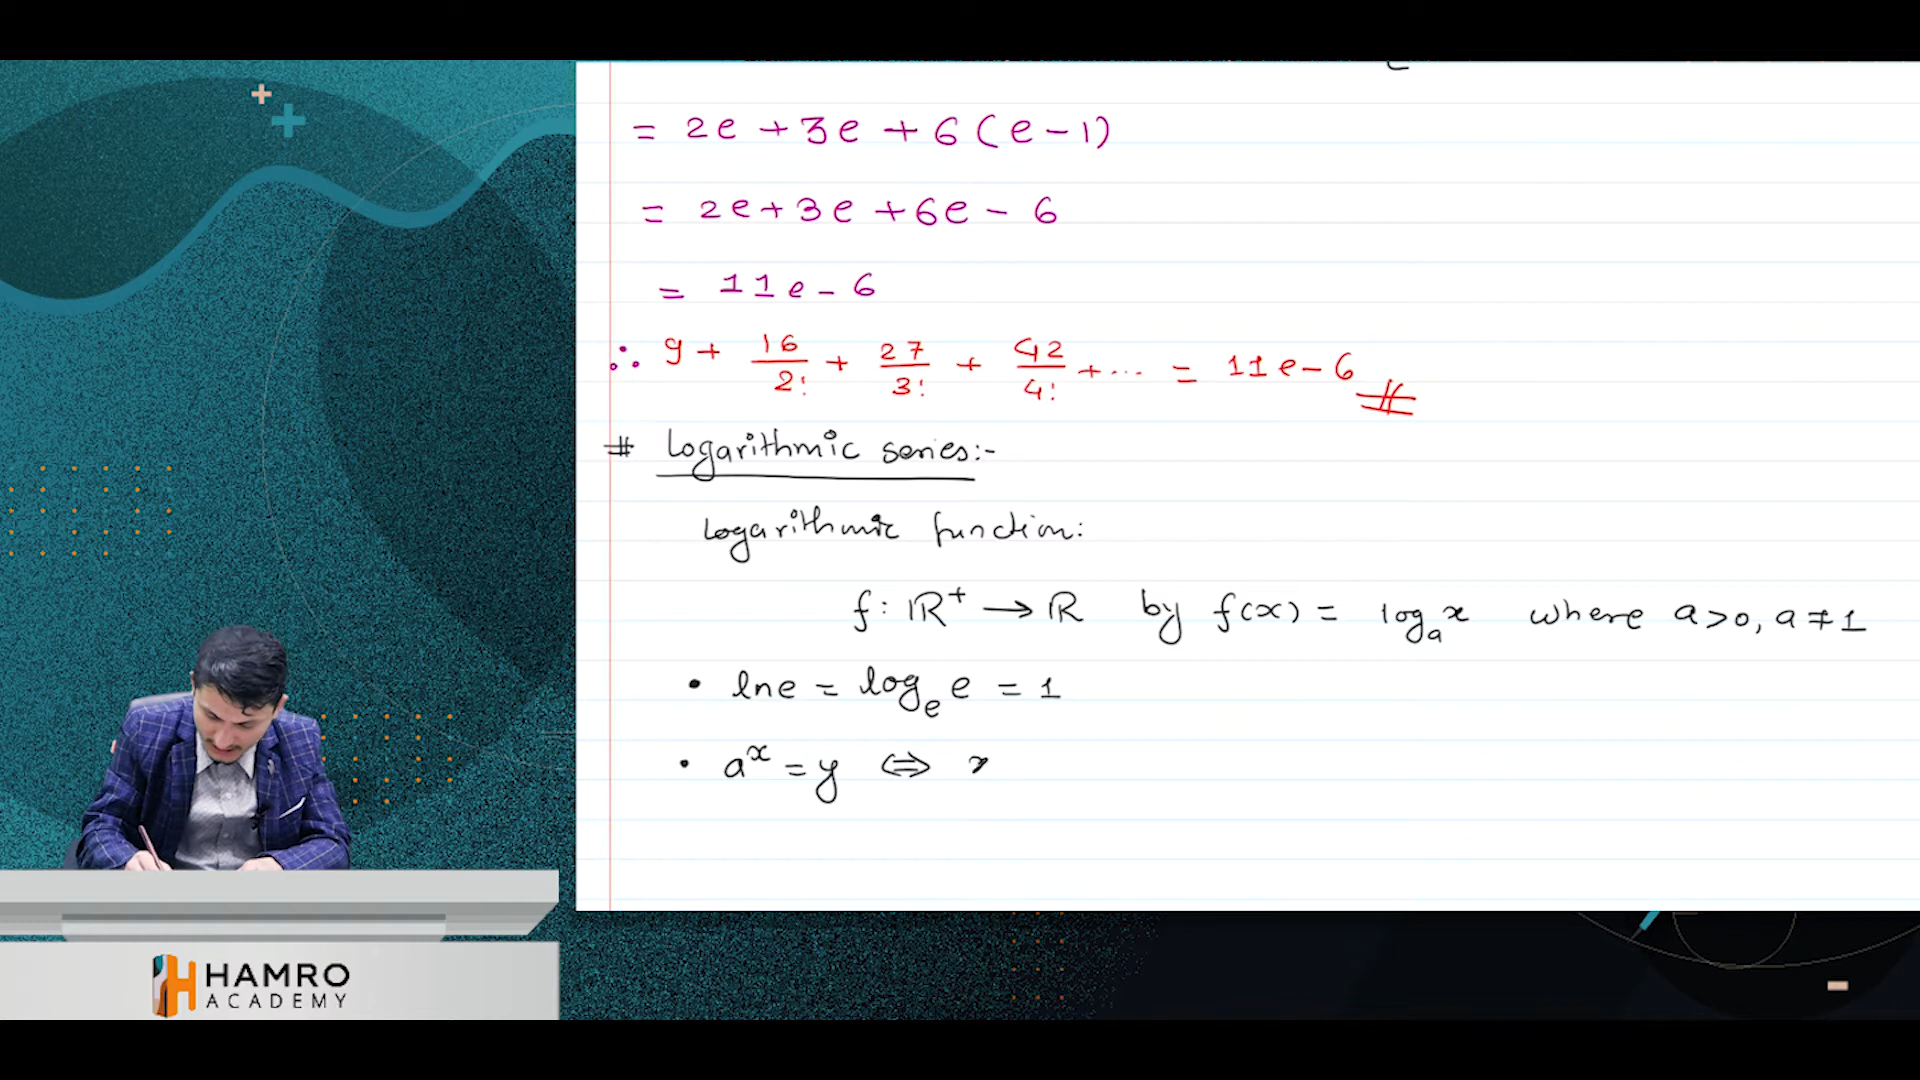 = 2e + 3e + 6 (e - 1)
= 2e + 3e + 6e - 6
= 11e - 6
∴ 9 + 16/2! + 27/3! + 42/4! + ... = 11e - 6 #
# Logarithmic series:-
Logarithmic function:
f: ℝ⁺ → ℝ by f(x) = logₐx where a > 0, a ≠ 1
• lne = logₑ e = 1
• aˣ = y ⇔ x
HAMRO
ACADEMY